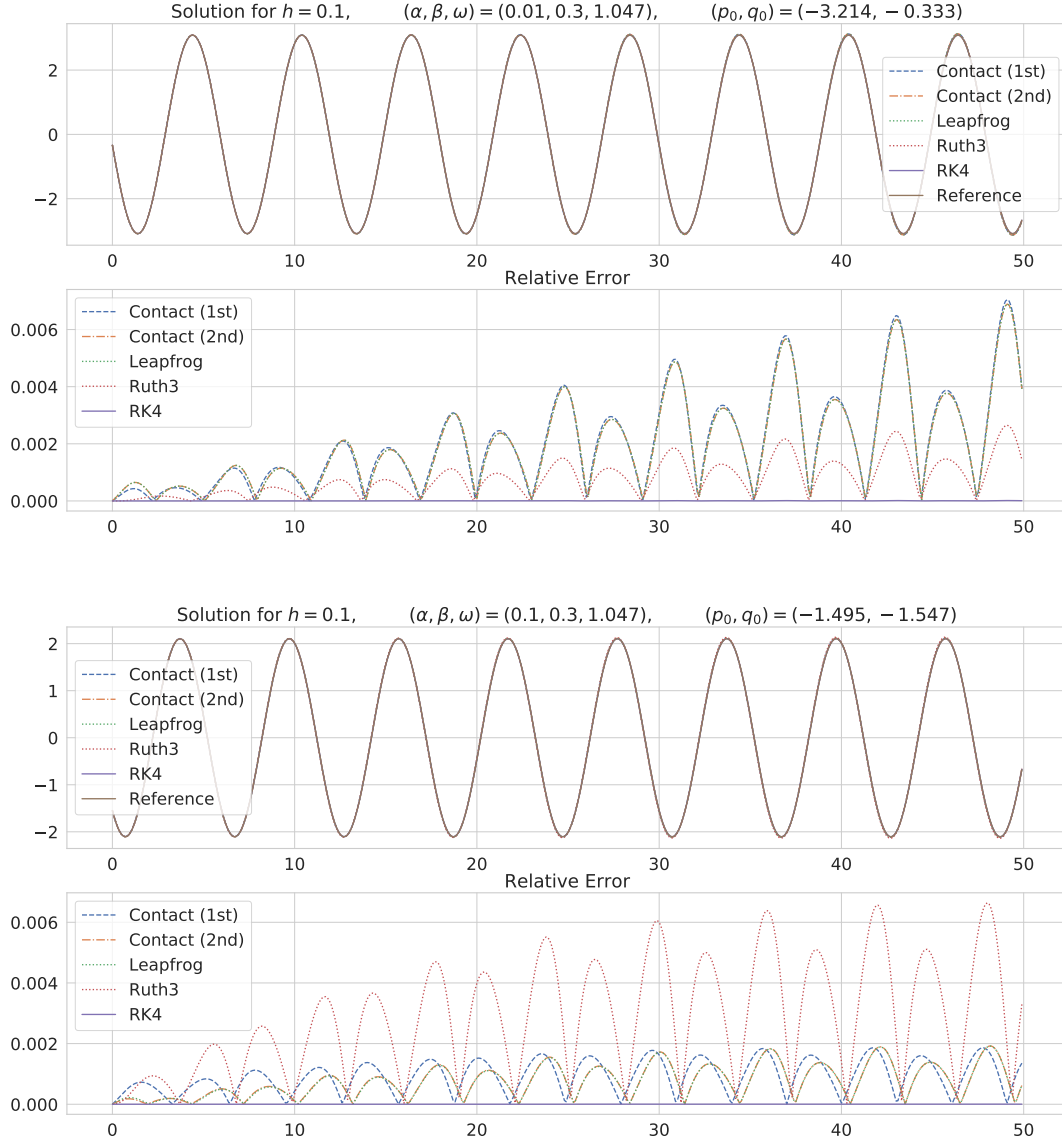 Solution for h = 0.1, (α, β, ω) = (0.01, 0.3, 1.047), (p₀, q₀) = (−3.214, −0.333)
2
0
−2
Contact (1st)
Contact (2nd)
Leapfrog
Ruth3
RK4
Reference
0 10 20 30 40 50
Relative Error
0.006
0.004
0.002
0.000
Contact (1st)
Contact (2nd)
Leapfrog
Ruth3
RK4
0 10 20 30 40 50
Solution for h = 0.1, (α, β, ω) = (0.1, 0.3, 1.047), (p₀, q₀) = (−1.495, −1.547)
2
1
0
−1
−2
Contact (1st)
Contact (2nd)
Leapfrog
Ruth3
RK4
Reference
0 10 20 30 40 50
Relative Error
0.006
0.004
0.002
0.000
Contact (1st)
Contact (2nd)
Leapfrog
Ruth3
RK4
0 10 20 30 40 50